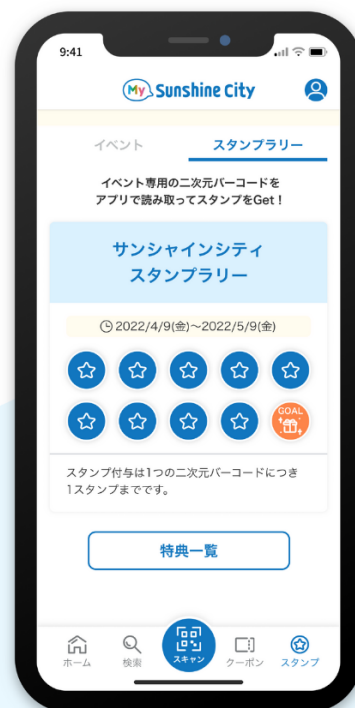 9:41
My Sunshine City
イベント
スタンプラリー
イベント専用の二次元バーコードを
アプリで読み取ってスタンプをGet！
サンシャインシティ
スタンプラリー
2022/4/9(金)〜2022/5/9(金)
GOAL
スタンプ付与は1つの二次元バーコードにつき
1スタンプまでです。
特典一覧
ホーム
検索
スキャン
クーポン
スタンプ